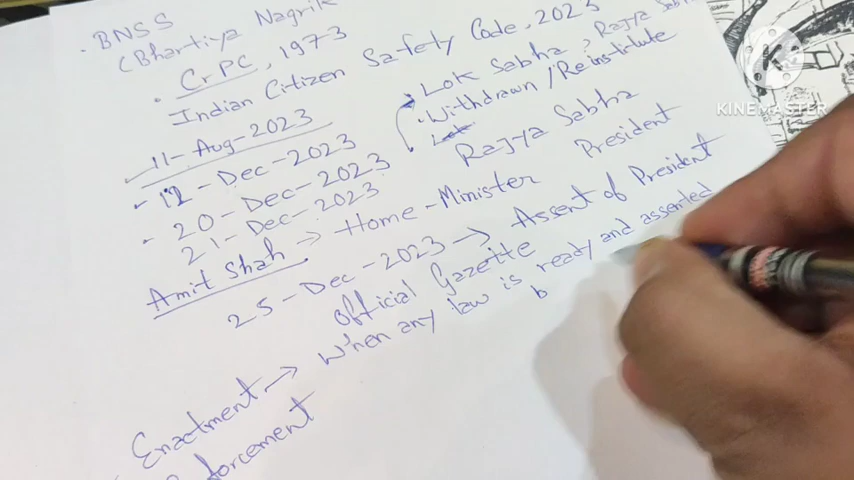 BNSS
(Bhartiya Nagrik
CrPC, 1973
Indian Citizen Safety Code, 2023
11-Aug-2023 Lok Sabha, Rajya Sabha
12-Dec-2023 Withdrawn/Reinstitute
20-Dec-2023 Rajya Sabha
21-Dec-2023 President
Amit Shah → Home-Minister
25-Dec-2023 → Assent of President
Official Gazette
Enactment → When any law is ready and assented
b
forcement
KINEMASTER